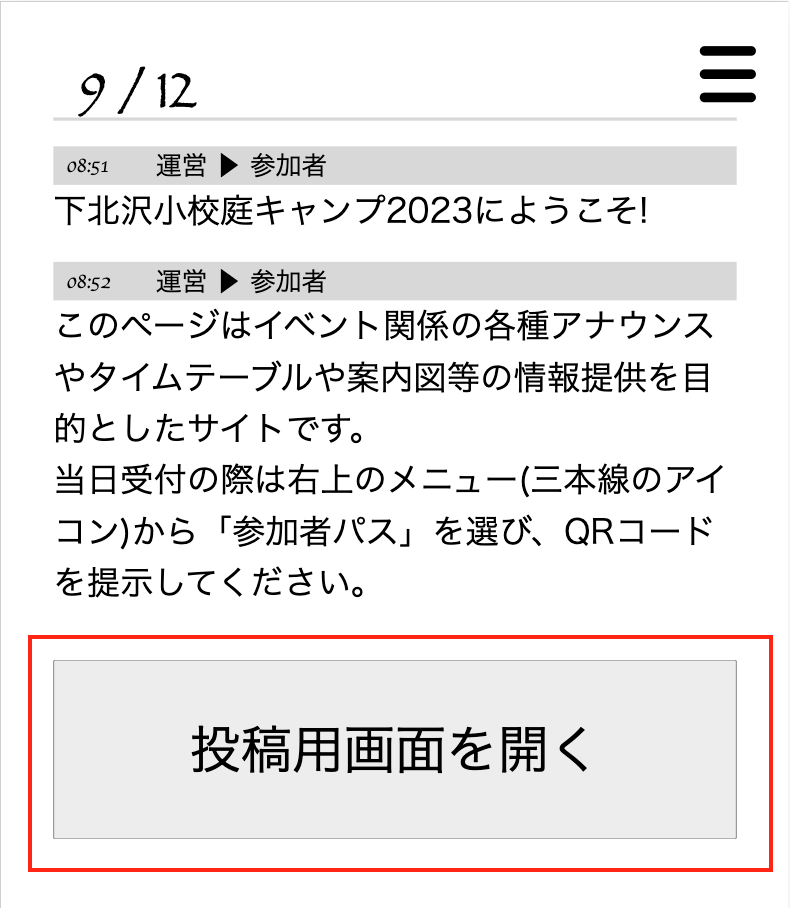 9/12
08:51 運営 ▶ 参加者
下北沢小校庭キャンプ2023にようこそ!
08:52 運営 ▶ 参加者
このページはイベント関係の各種アナウンス
やタイムテーブルや案内図等の情報提供を目
的としたサイトです。
当日受付の際は右上のメニュー(三本線のアイ
コン)から「参加者パス」を選び、QRコード
を提示してください。
投稿用画面を開く